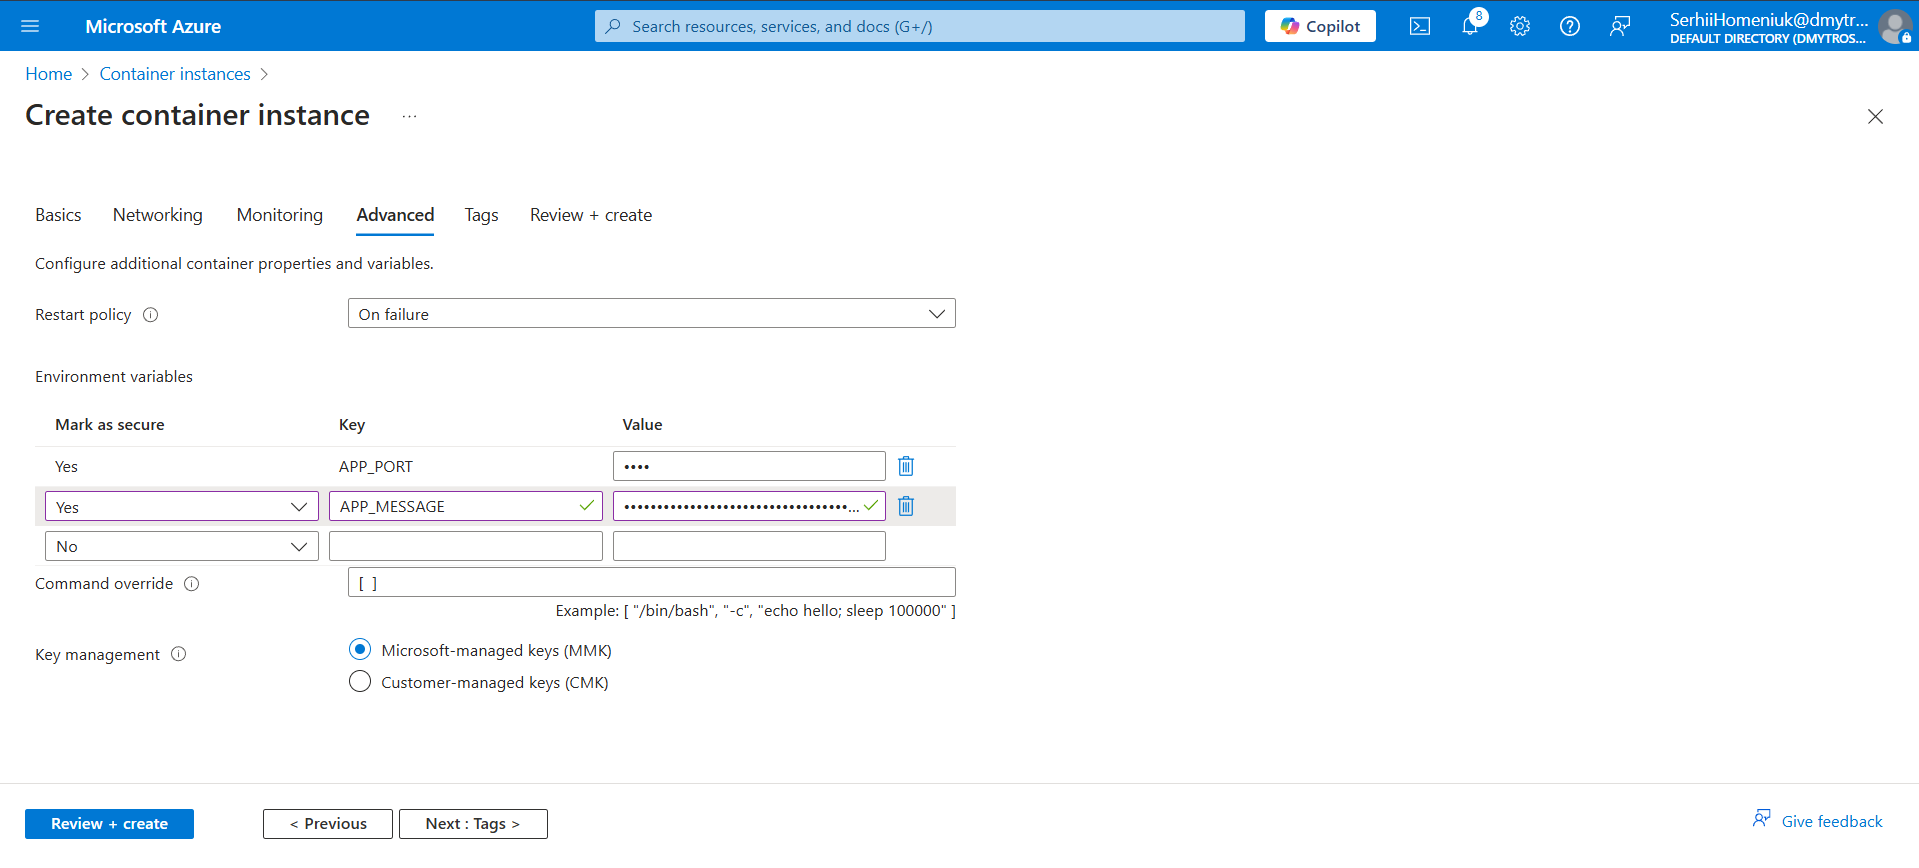 Microsoft Azure
Search resources, services, and docs (G+/)
Copilot
8
SerhiiHomeniuk@dmytr...
DEFAULT DIRECTORY (DMYTROS...
Home > Container instances >
Create container instance ...
Basics Networking Monitoring Advanced Tags Review + create
Configure additional container properties and variables.
Restart policy On failure
Environment variables
Mark as secure Key Value
Yes APP_PORT ••••
Yes APP_MESSAGE ••••••••••••••••••••••••••••••••••...
No
Command override [ ]
Example: [ "/bin/bash", "-c", "echo hello; sleep 100000" ]
Key management Microsoft-managed keys (MMK)
Customer-managed keys (CMK)
Review + create < Previous Next : Tags > Give feedback